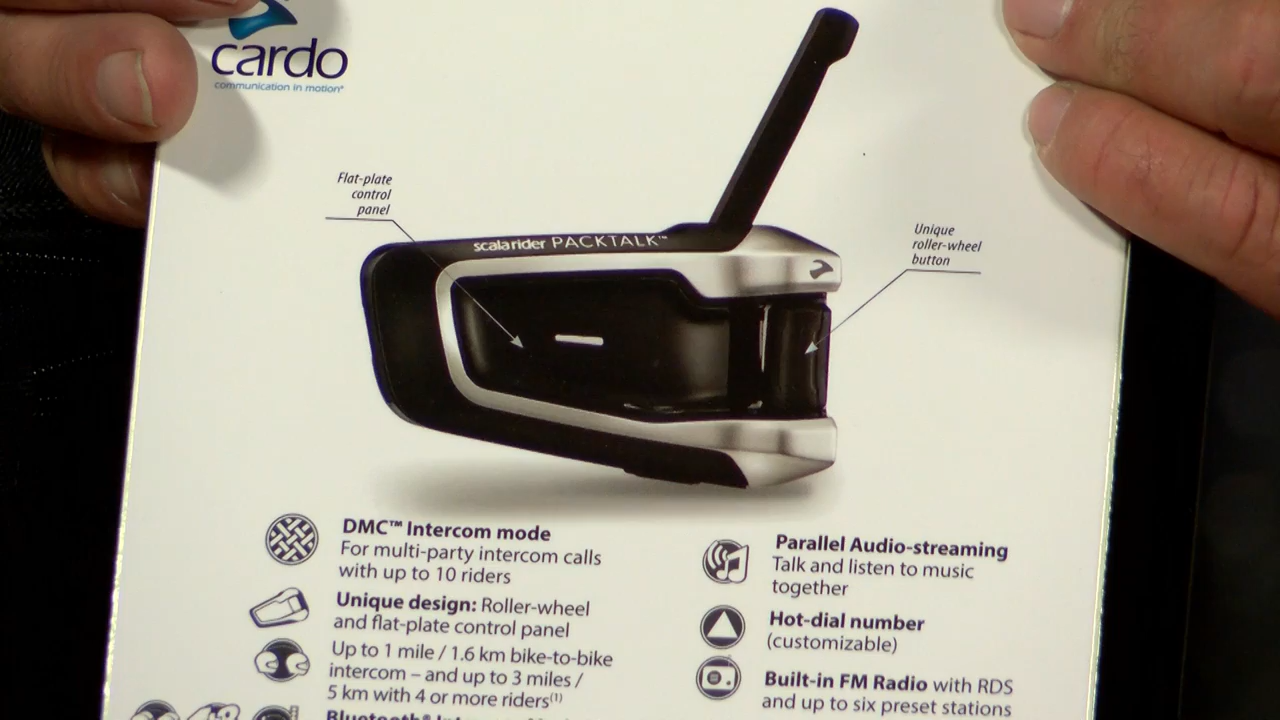 cardo
communication in motion®
Flat-plate
control
panel
Unique
roller-wheel
button
scala rider PACKTALK™
DMC™ Intercom mode
For multi-party intercom calls
with up to 10 riders
Unique design: Roller-wheel
and flat-plate control panel
Up to 1 mile / 1.6 km bike-to-bike
intercom – and up to 3 miles /
5 km with 4 or more riders(1)
Bluetooth®
Parallel Audio-streaming
Talk and listen to music
together
Hot-dial number
(customizable)
Built-in FM Radio with RDS
and up to six preset stations